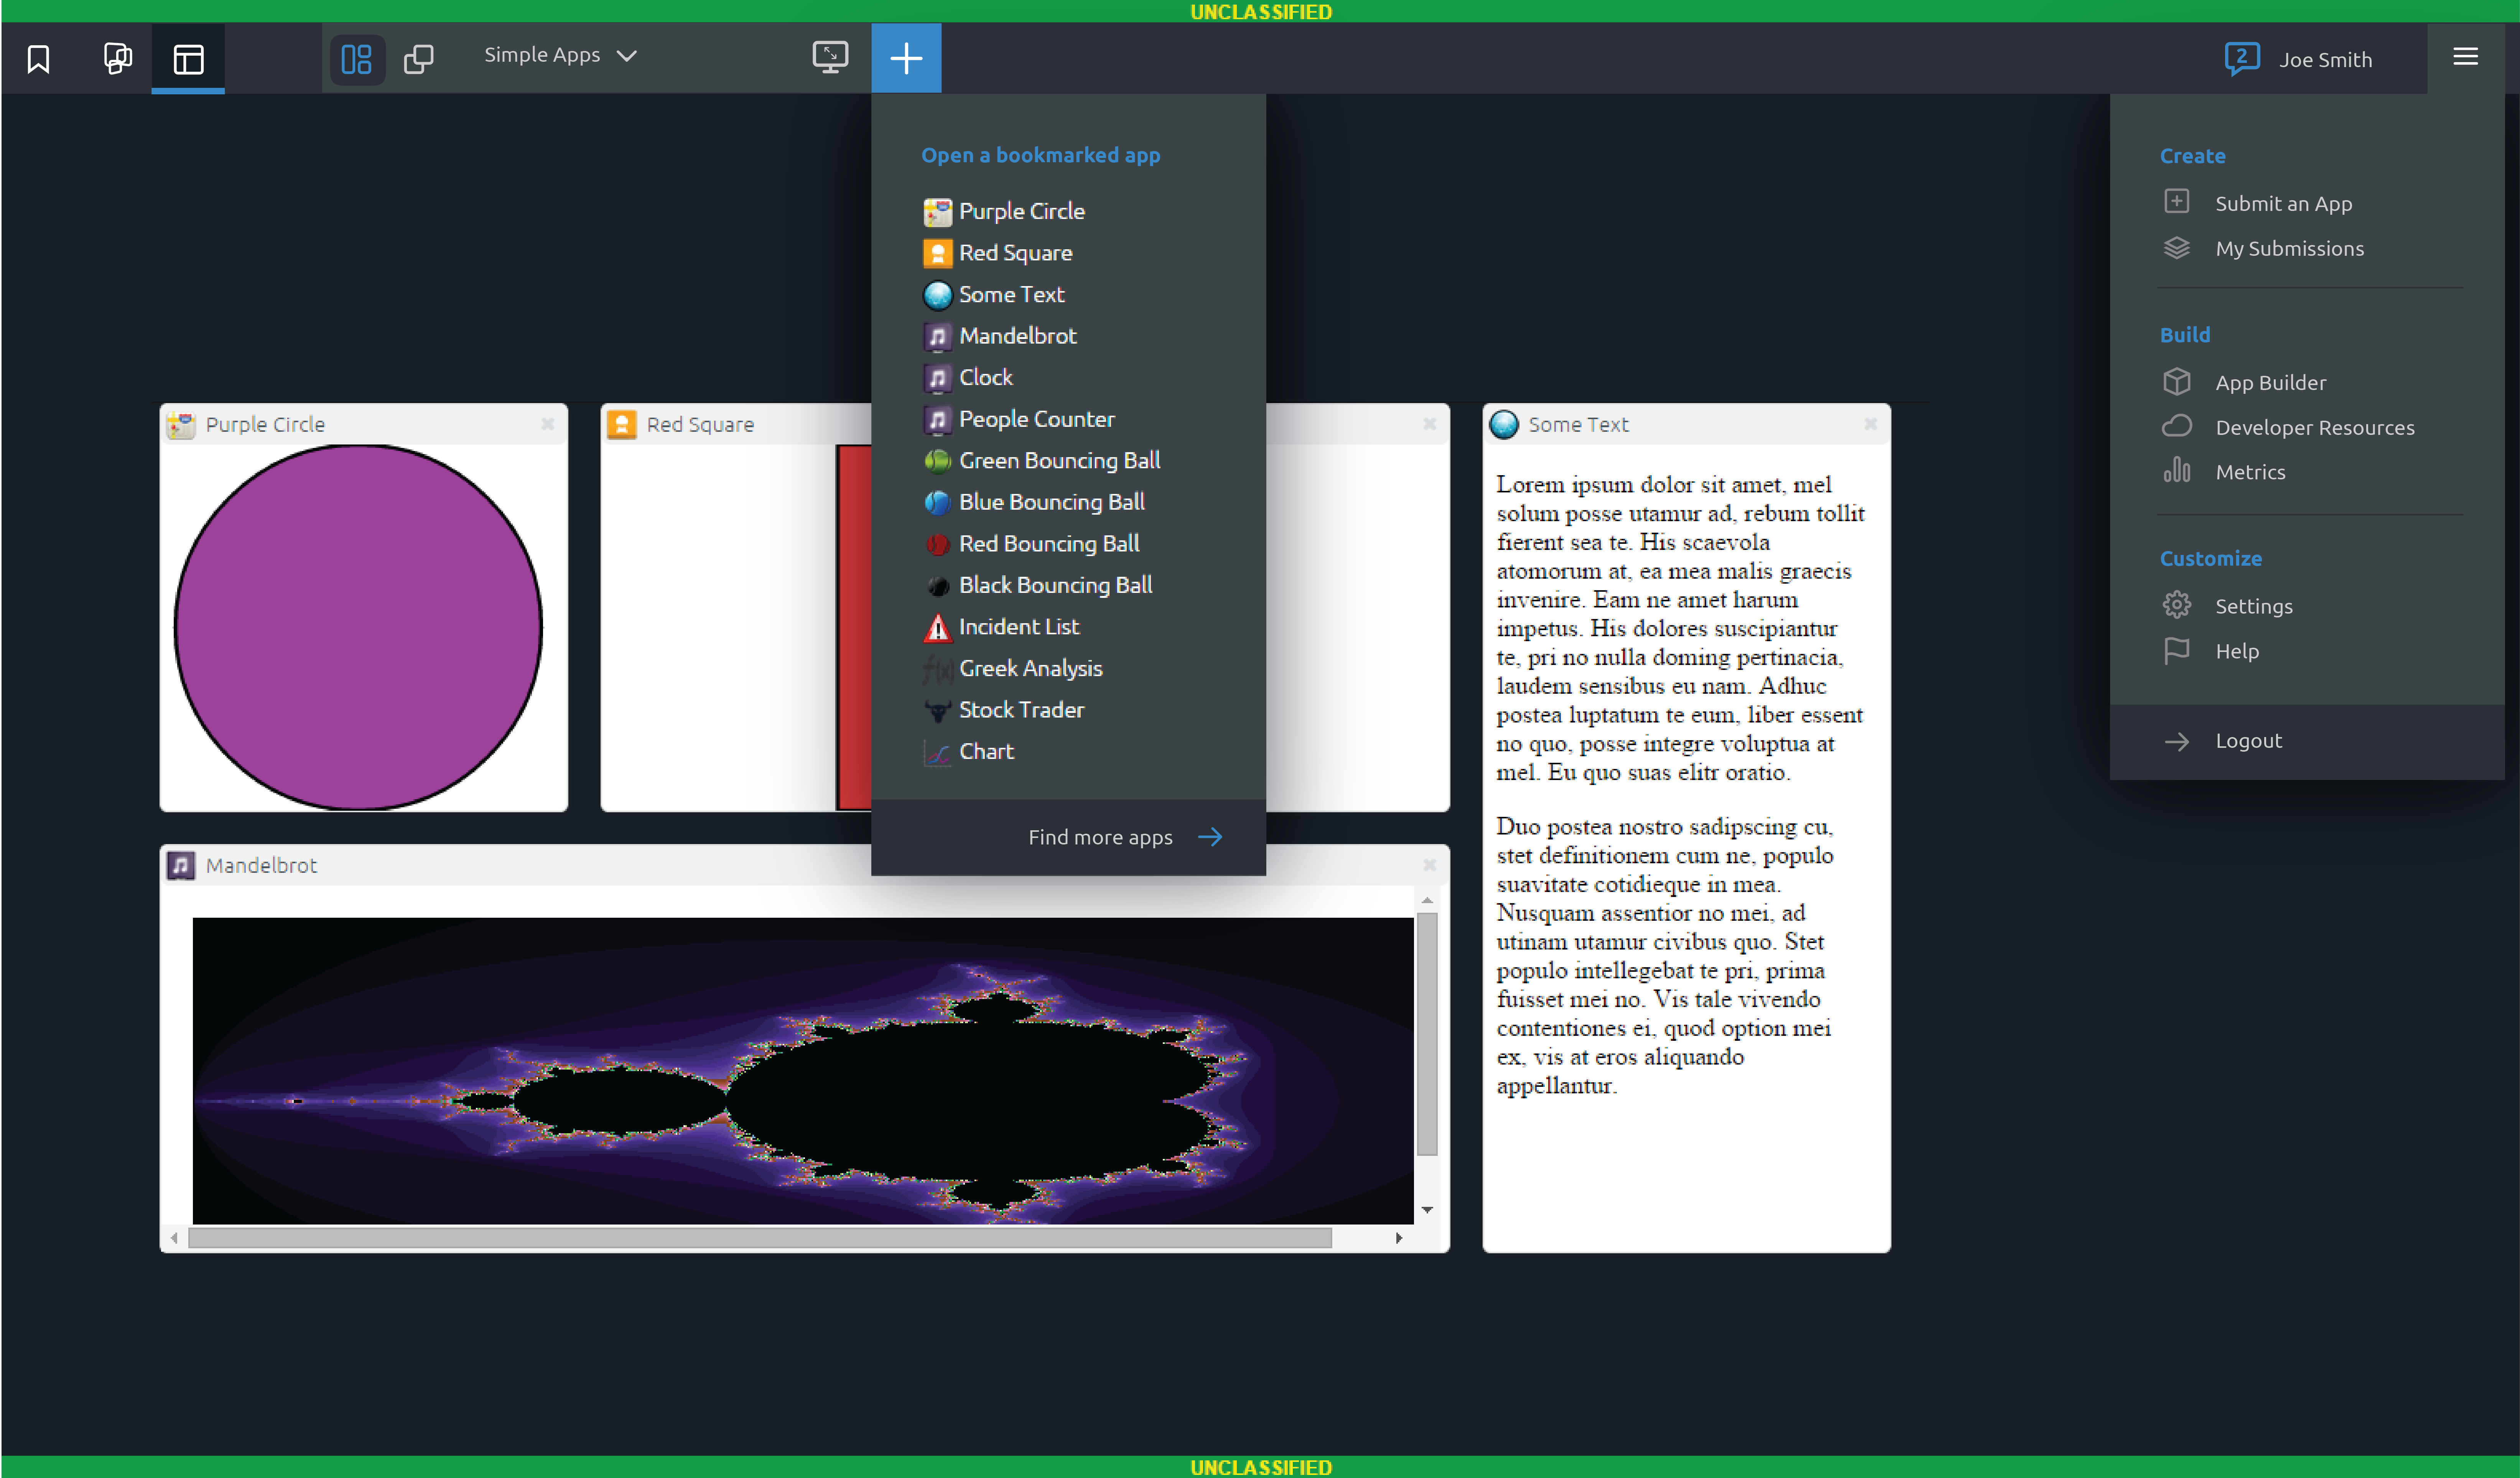 UNCLASSIFIED
Simple Apps
2
Joe Smith
Open a bookmarked app
Purple Circle
Red Square
Some Text
Mandelbrot
Clock
People Counter
Green Bouncing Ball
Blue Bouncing Ball
Red Bouncing Ball
Black Bouncing Ball
Incident List
f(x) Greek Analysis
Stock Trader
Chart
Find more apps
Create
Submit an App
My Submissions
Build
App Builder
Developer Resources
Metrics
Customize
Settings
Help
Logout
Purple Circle
Red Square
Some Text
Lorem ipsum dolor sit amet, mel
solum posse utamur ad, rebum tollit
fierent sea te. His scaevola
atomorum at, ea mea malis graecis
invenire. Eam ne amet harum
impetus. His dolores suscipiantur
te, pri no nulla doming pertinacia,
laudem sensibus eu nam. Adhuc
postea luptatum te eum, liber essent
no quo, posse integre voluptua at
mel. Eu quo suas elitr oratio.
Duo postea nostro sadipscing cu,
stet definitionem cum ne, populo
suavitate cotidieque in mea.
Nusquam assentior no mei, ad
utinam utamur civibus quo. Stet
populo intellegebat te pri, prima
fuisset mei no. Vis tale vivendo
contentiones ei, quod option mei
ex, vis at eros aliquando
appellantur.
Mandelbrot
UNCLASSIFIED